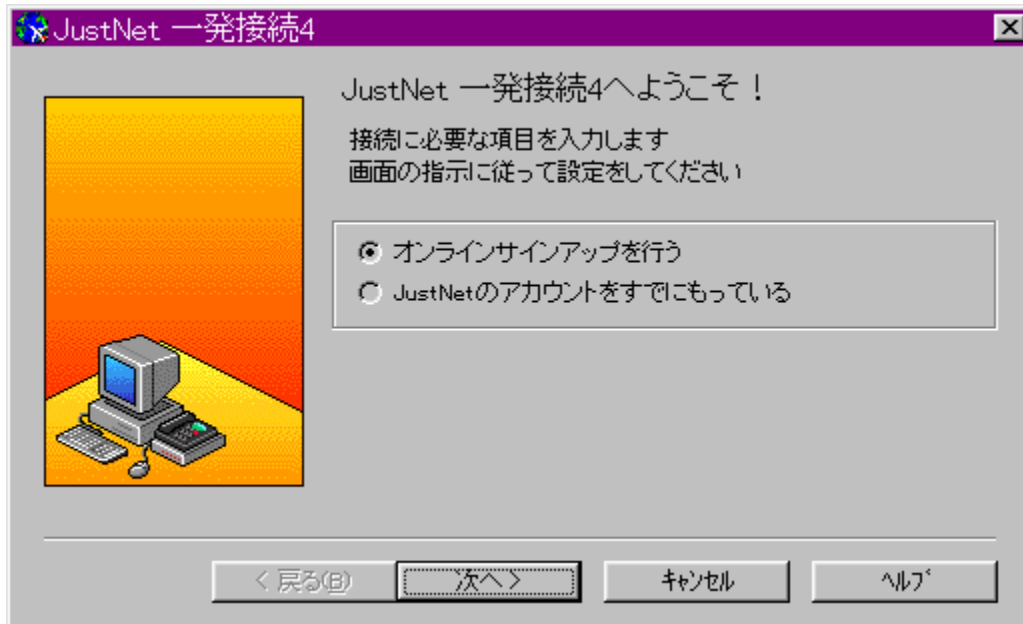 JustNet 一発接続4
JustNet 一発接続4へようこそ！
接続に必要な項目を入力します
画面の指示に従って設定をしてください
オンラインサインアップを行う
JustNetのアカウントをすでにもっている
< 戻る(B)
次へ >
ｷｬﾝｾﾙ
ﾍﾙﾌﾟ